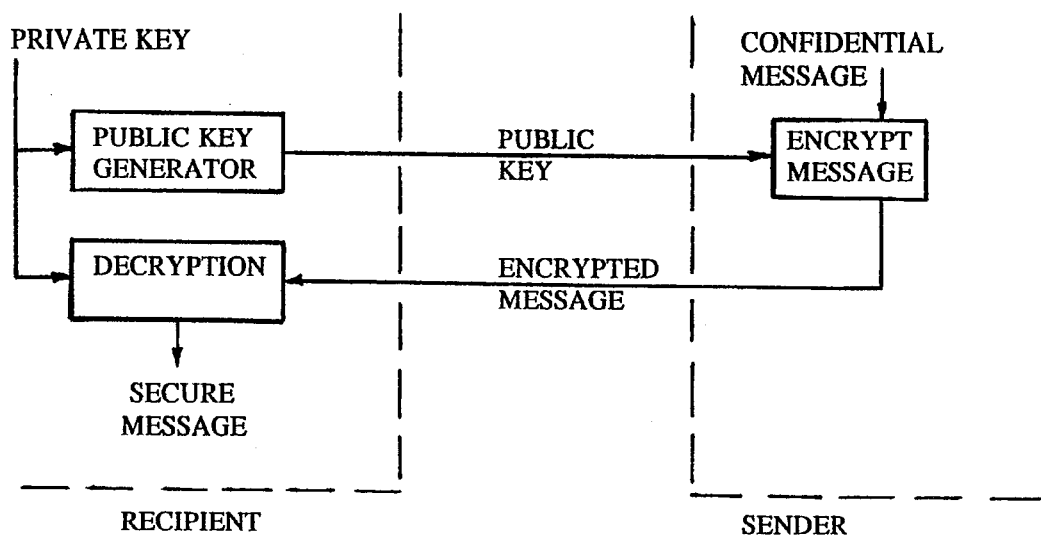 PRIVATE KEY
CONFIDENTIAL
MESSAGE
PUBLIC KEY
GENERATOR
PUBLIC
KEY
ENCRYPT
MESSAGE
DECRYPTION
ENCRYPTED
MESSAGE
SECURE
MESSAGE
RECIPIENT
SENDER